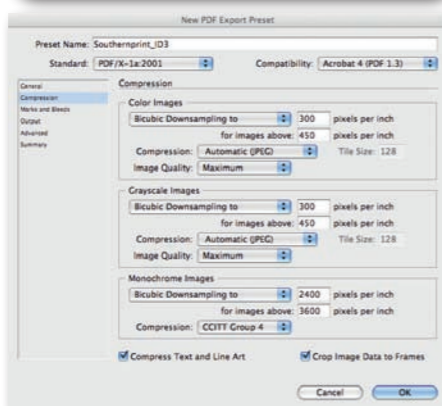 New PDF Export Preset
Preset Name: Southernprint_ID3
Standard: PDF/X-1a:2001 Compatibility: Acrobat 4 (PDF 1.3)
General
Compression
Marks and Bleeds
Output
Advanced
Summary
Compression
Color Images
Bicubic Downsampling to 300 pixels per inch
for images above: 450 pixels per inch
Compression: Automatic (JPEG) Tile Size: 128
Image Quality: Maximum
Grayscale Images
Bicubic Downsampling to 300 pixels per inch
for images above: 450 pixels per inch
Compression: Automatic (JPEG) Tile Size: 128
Image Quality: Maximum
Monochrome Images
Bicubic Downsampling to 2400 pixels per inch
for images above: 3600 pixels per inch
Compression: CCITT Group 4
Compress Text and Line Art Crop Image Data to Frames
Cancel OK